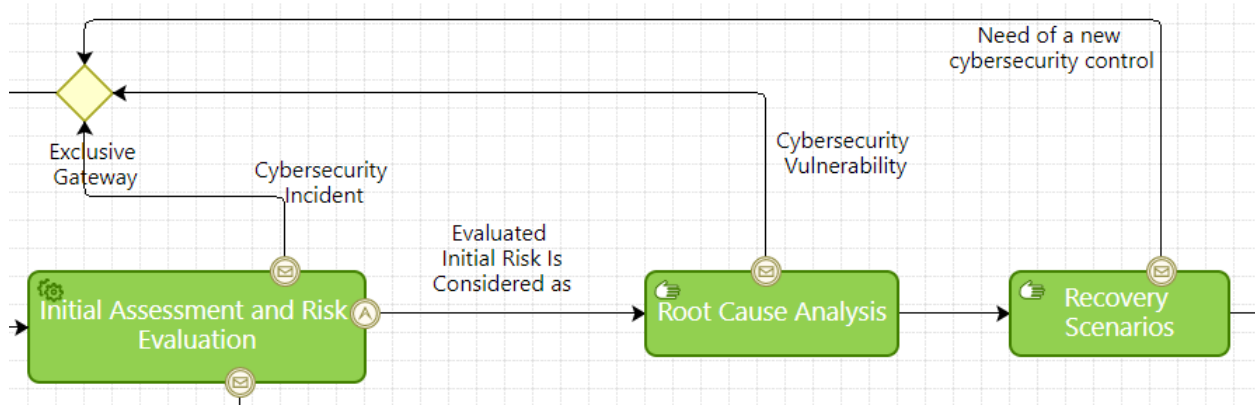 Need of a new
cybersecurity control
Exclusive
Gateway
Cybersecurity
Incident
Cybersecurity
Vulnerability
Evaluated
Initial Risk Is
Considered as
Initial Assessment and Risk
Evaluation
Root Cause Analysis
Recovery
Scenarios